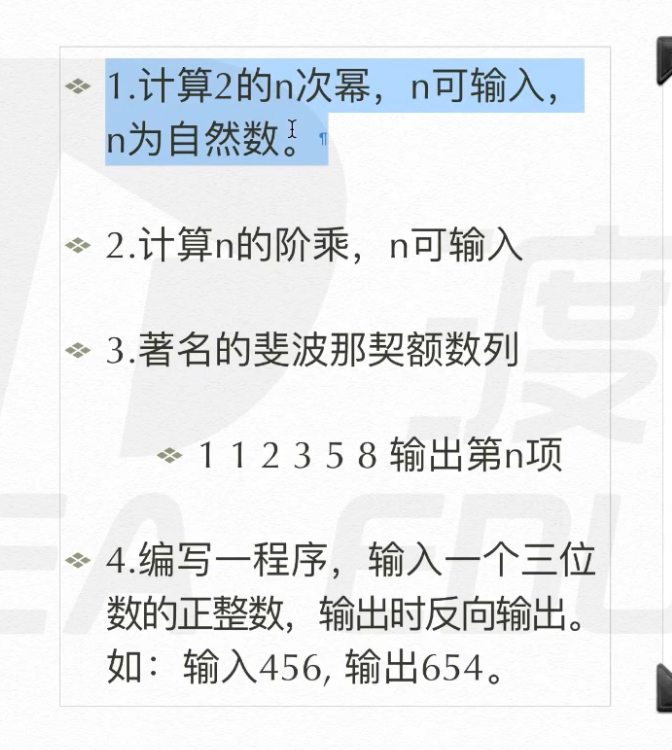 1.计算2的n次幂，n可输入，
n为自然数。
2.计算n的阶乘，n可输入
3.著名的斐波那契额数列
1 1 2 3 5 8 输出第n项
4.编写一程序，输入一个三位
数的正整数，输出时反向输出。
如：输入456, 输出654。